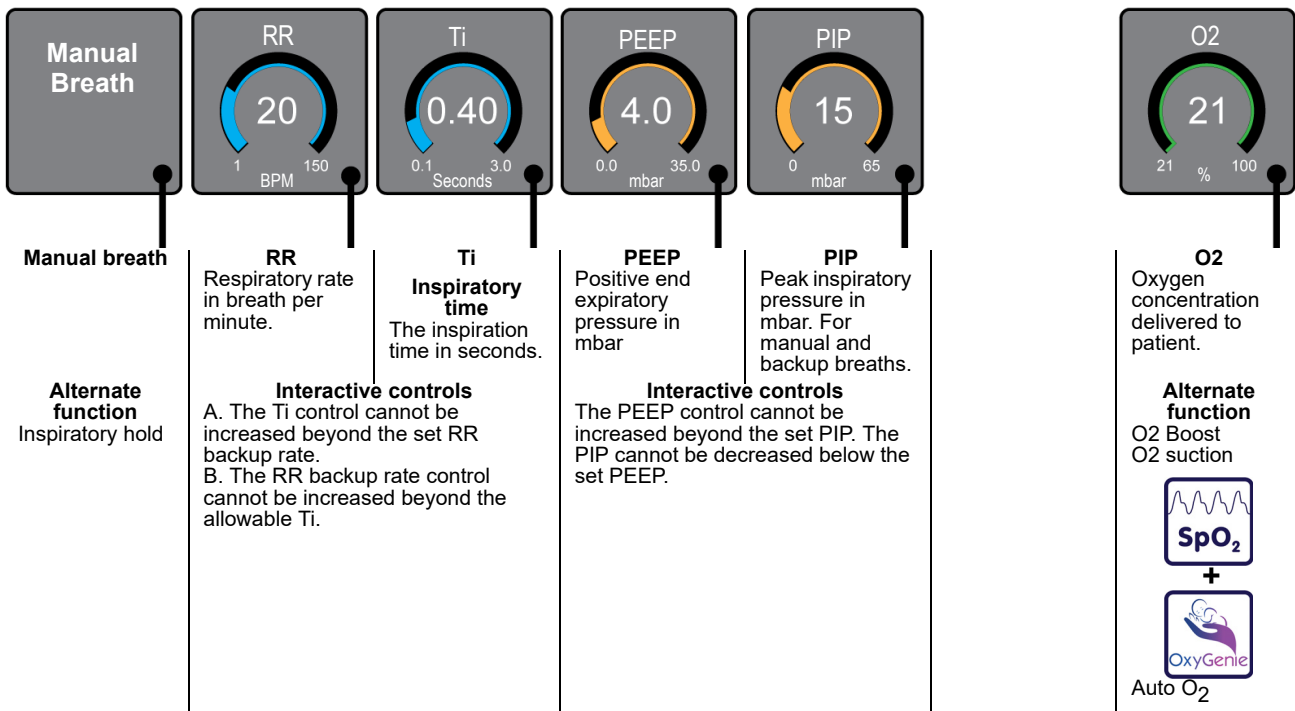 Manual
Breath
RR
20
1
150
BPM
Ti
0.40
0.1
3.0
Seconds
PEEP
4.0
0.0
35.0
mbar
PIP
15
0
65
mbar
O2
21
21
100
%
Manual breath
Alternate
function
Inspiratory hold
RR
Respiratory rate
in breath per
minute.
Ti
Inspiratory
time
The inspiration
time in seconds.
Interactive controls
A. The Ti control cannot be
increased beyond the set RR
backup rate.
B. The RR backup rate control
cannot be increased beyond the
allowable Ti.
PEEP
Positive end
expiratory
pressure in
mbar
PIP
Peak inspiratory
pressure in
mbar. For
manual and
backup breaths.
Interactive controls
The PEEP control cannot be
increased beyond the set PIP. The
PIP cannot be decreased below the
set PEEP.
O2
Oxygen
concentration
delivered to
patient.
Alternate
function
O2 Boost
O2 suction
SpO2
+
OxyGenie
Auto O2